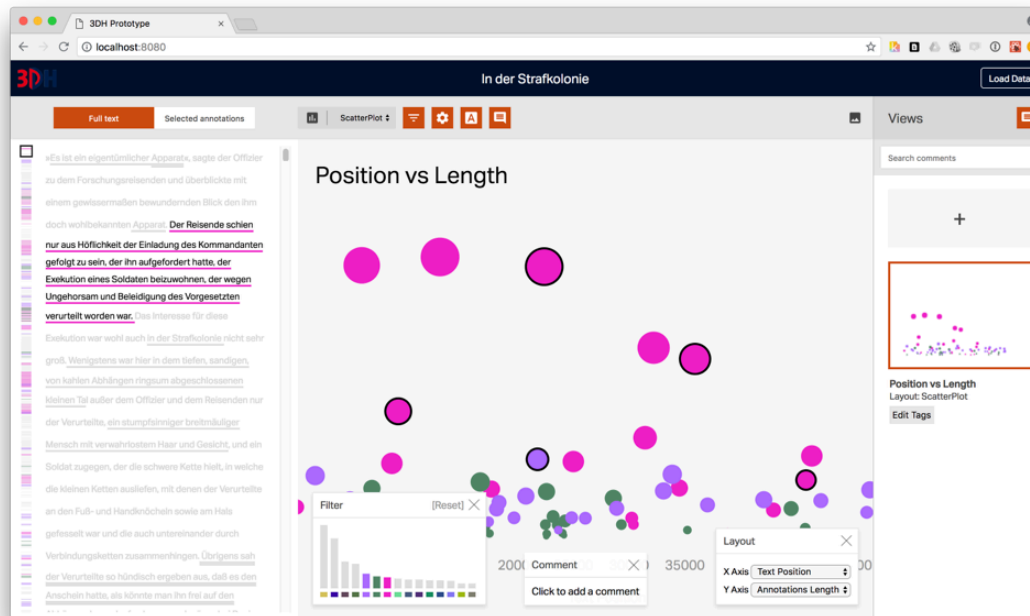 3DH Prototype
localhost:8080
3DH
In der Strafkolonie
Load Data
Full text
Selected annotations
ScatterPlot
A
Views
Search comments
»Es ist ein eigentümlicher Apparat«, sagte der Offizier
zu dem Forschungsreisenden und überblickte mit
einem gewissermaßen bewundernden Blick den ihm
doch wohlbekannten Apparat. Der Reisende schien
nur aus Höflichkeit der Einladung des Kommandanten
gefolgt zu sein, der ihn aufgefordert hatte, der
Exekution eines Soldaten beizuwohnen, der wegen
Ungehorsam und Beleidigung des Vorgesetzten
verurteilt worden war. Das Interesse für diese
Exekution war wohl auch in der Strafkolonie nicht sehr
groß. Wenigstens war hier in dem tiefen, sandigen,
von kahlen Abhängen ringsum abgeschlossenen
kleinen Tal außer dem Offizier und dem Reisenden nur
der Verurteilte, ein stumpfsinniger breitmäuliger
Mensch mit verwahrlostem Haar und Gesicht, und ein
Soldat zugegen, der die schwere Kette hielt, in welche
die kleinen Ketten ausliefen, mit denen der Verurteilte
an den Fuß- und Handknöcheln sowie am Hals
gefesselt war und die auch untereinander durch
Verbindungsketten zusammenhingen. Übrigens sah
der Verurteilte so hündisch ergeben aus, daß es den
Anschein hatte, als könnte man ihn frei auf den
Position vs Length
Filter
[Reset]
35000
Comment
Click to add a comment
Layout
X Axis Text Position
Y Axis Annotations Length
+
Position vs Length
Layout: ScatterPlot
Edit Tags